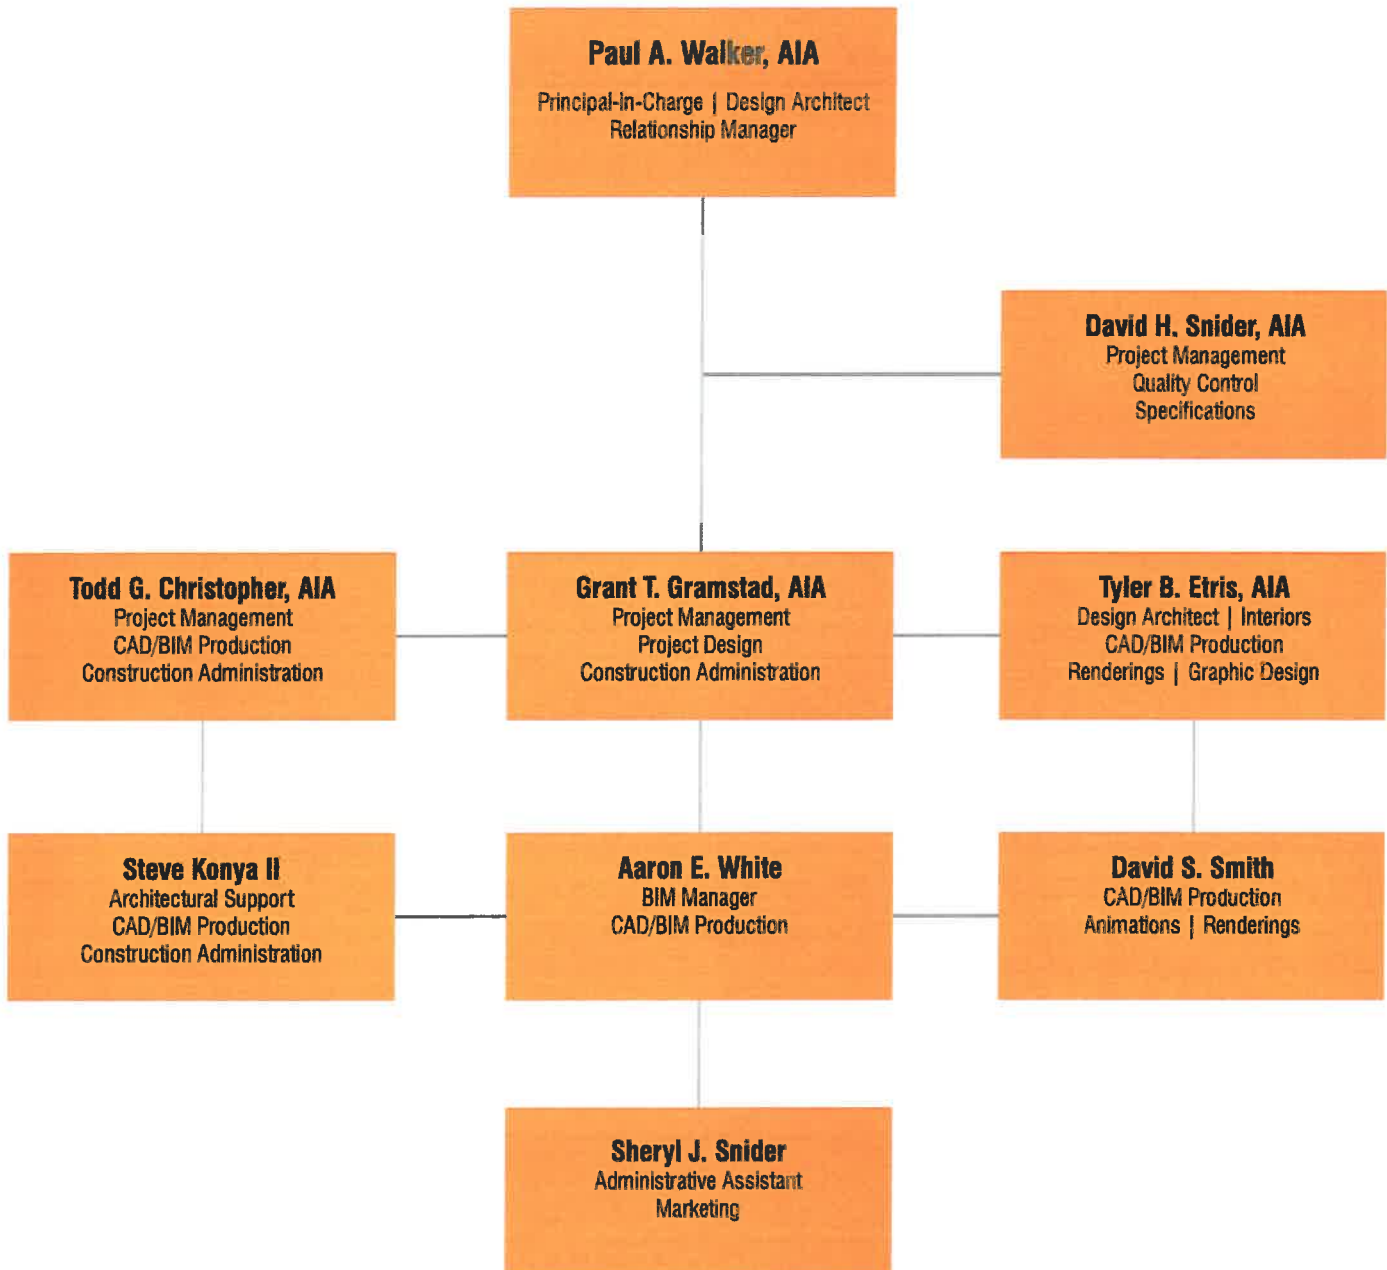 Paul A. Walker, AIA
Principal-in-Charge | Design Architect
Relationship Manager
David H. Snider, AIA
Project Management
Quality Control
Specifications
Todd G. Christopher, AIA
Project Management
CAD/BIM Production
Construction Administration
Grant T. Gramstad, AIA
Project Management
Project Design
Construction Administration
Tyler B. Etris, AIA
Design Architect | Interiors
CAD/BIM Production
Renderings | Graphic Design
Steve Konya II
Architectural Support
CAD/BIM Production
Construction Administration
Aaron E. White
BIM Manager
CAD/BIM Production
David S. Smith
CAD/BIM Production
Animations | Renderings
Sheryl J. Snider
Administrative Assistant
Marketing